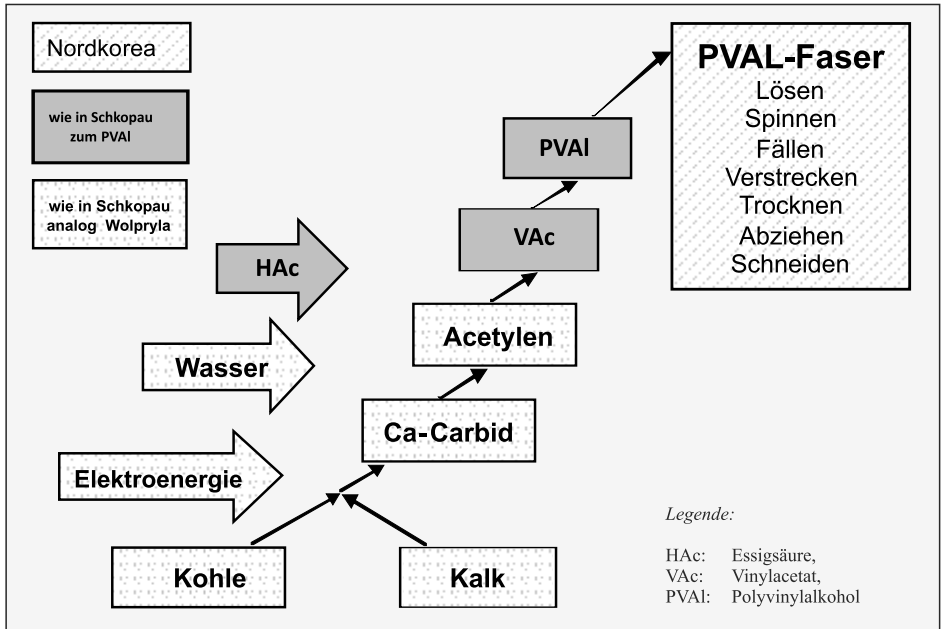 Nordkorea
wie in Schkopau
zum PVAl
wie in Schkopau
analog Wolpryla
PVAL-Faser
Lösen
Spinnen
Fällen
Verstrecken
Trocknen
Abziehen
Schneiden
PVAl
VAc
HAc
Acetylen
Wasser
Ca-Carbid
Elektroenergie
Kohle
Kalk
Legende:
HAc: Essigsäure,
VAc: Vinylacetat,
PVAl: Polyvinylalkohol